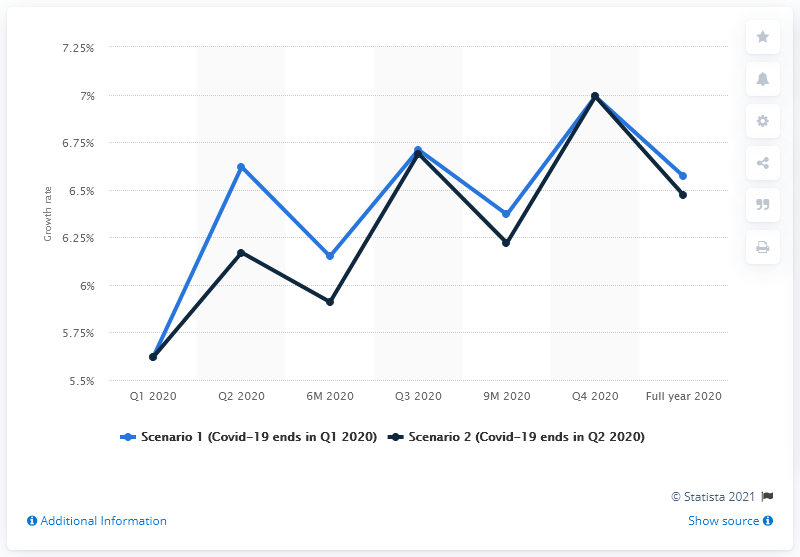 7.25%
7%
6.75%
6.5%
6.25%
6%
5.75%
5.5%
Growth rate
Q1 2020 Q2 2020 6M 2020 Q3 2020 9M 2020 Q4 2020 Full year 2020
Scenario 1 (Covid-19 ends in Q1 2020) Scenario 2 (Covid-19 ends in Q2 2020)
© Statista 2021
Additional Information Show source